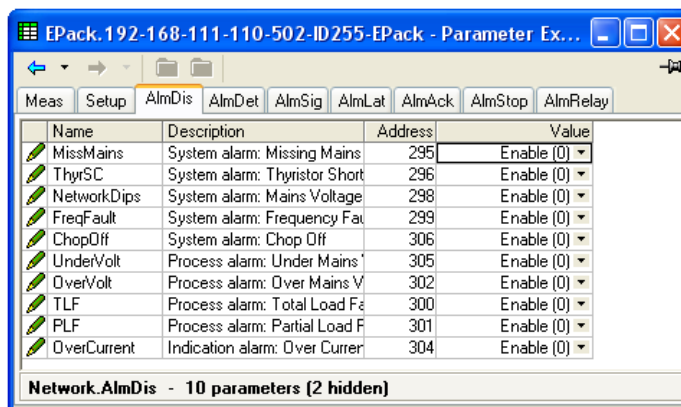 EPack.192-168-111-110-502-ID255-EPack - Parameter Ex...
Meas Setup AlmDis AlmDet AlmSig AlmLat AlmAck AlmStop AlmRelay
Name Description Address Value
MissMains System alarm: Missing Mains 295 Enable (0)
ThyrSC System alarm: Thyristor Short 296 Enable (0)
NetworkDips System alarm: Mains Voltage 298 Enable (0)
FreqFault System alarm: Frequency Fau 299 Enable (0)
ChopOff System alarm: Chop Off 306 Enable (0)
UnderVolt Process alarm: Under Mains 305 Enable (0)
OverVolt Process alarm: Over Mains V 302 Enable (0)
TLF Process alarm: Total Load Fa 300 Enable (0)
PLF Process alarm: Partial Load F 301 Enable (0)
OverCurrent Indication alarm: Over Curren 304 Enable (0)
Network.AlmDis - 10 parameters (2 hidden)